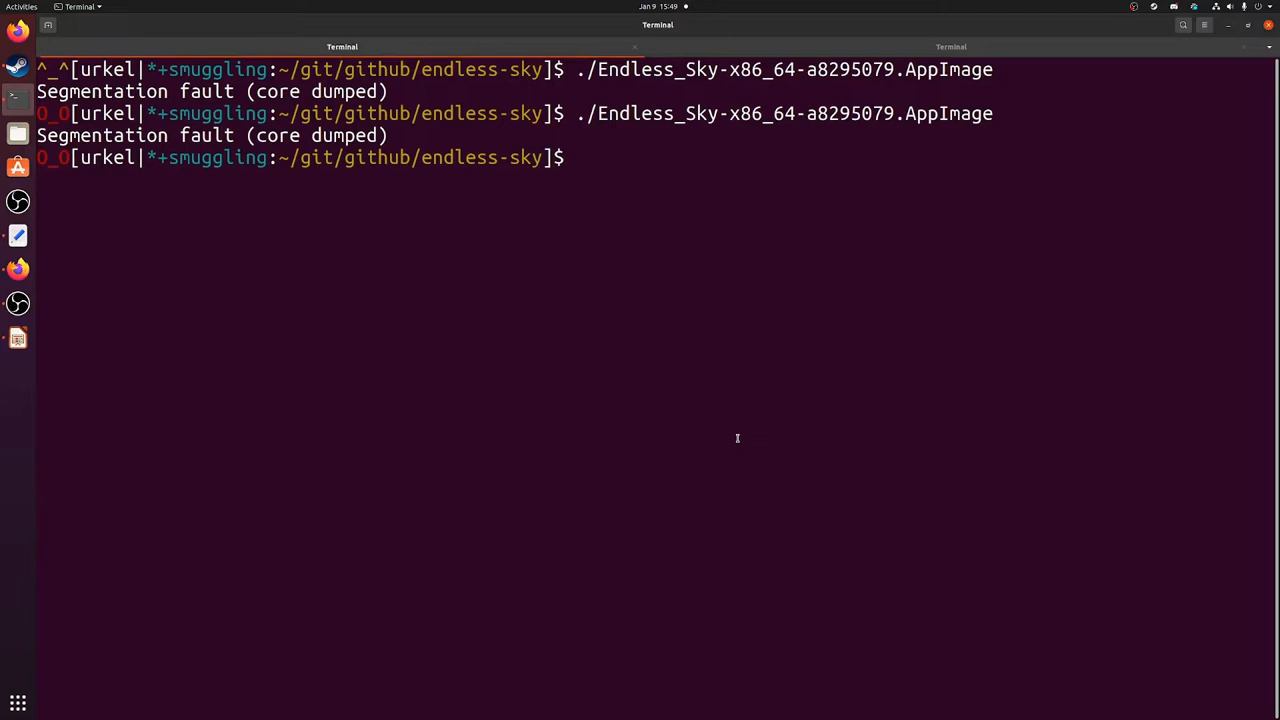 Activities
Terminal
Jan 9 15:49
Terminal
Terminal
Terminal
^_^[urkel|*+smuggling:~/git/github/endless-sky]$ ./Endless_Sky-x86_64-a8295079.AppImage
Segmentation fault (core dumped)
O_O[urkel|*+smuggling:~/git/github/endless-sky]$ ./Endless_Sky-x86_64-a8295079.AppImage
Segmentation fault (core dumped)
O_O[urkel|*+smuggling:~/git/github/endless-sky]$